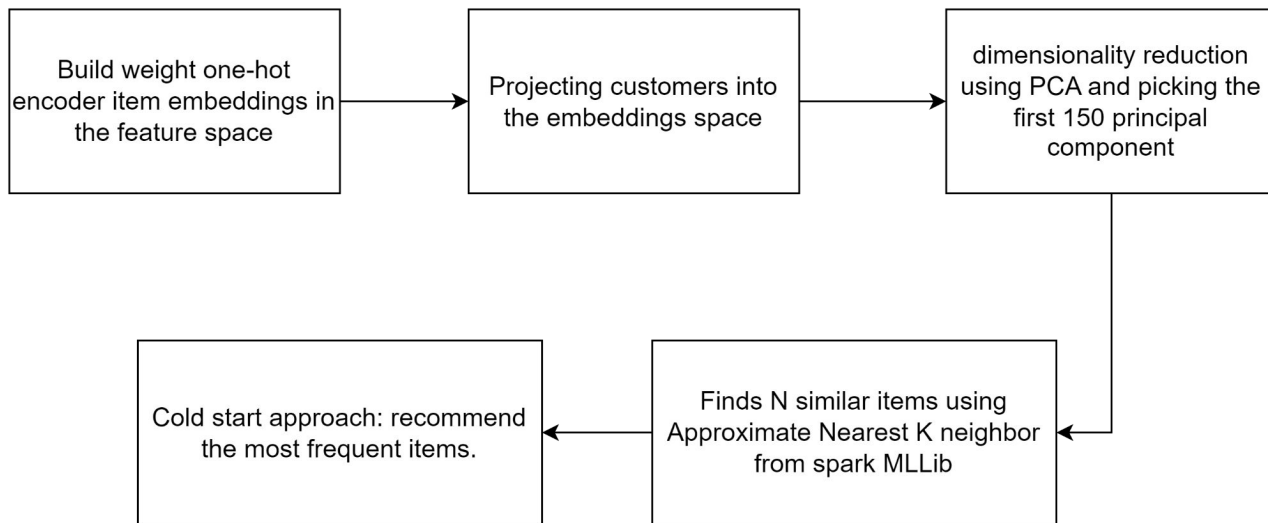 Build weight one-hot
encoder item embeddings in
the feature space
Projecting customers into
the embeddings space
dimensionality reduction
using PCA and picking the
first 150 principal
component
Finds N similar items using
Approximate Nearest K neighbor
from spark MLLib
Cold start approach: recommend
the most frequent items.